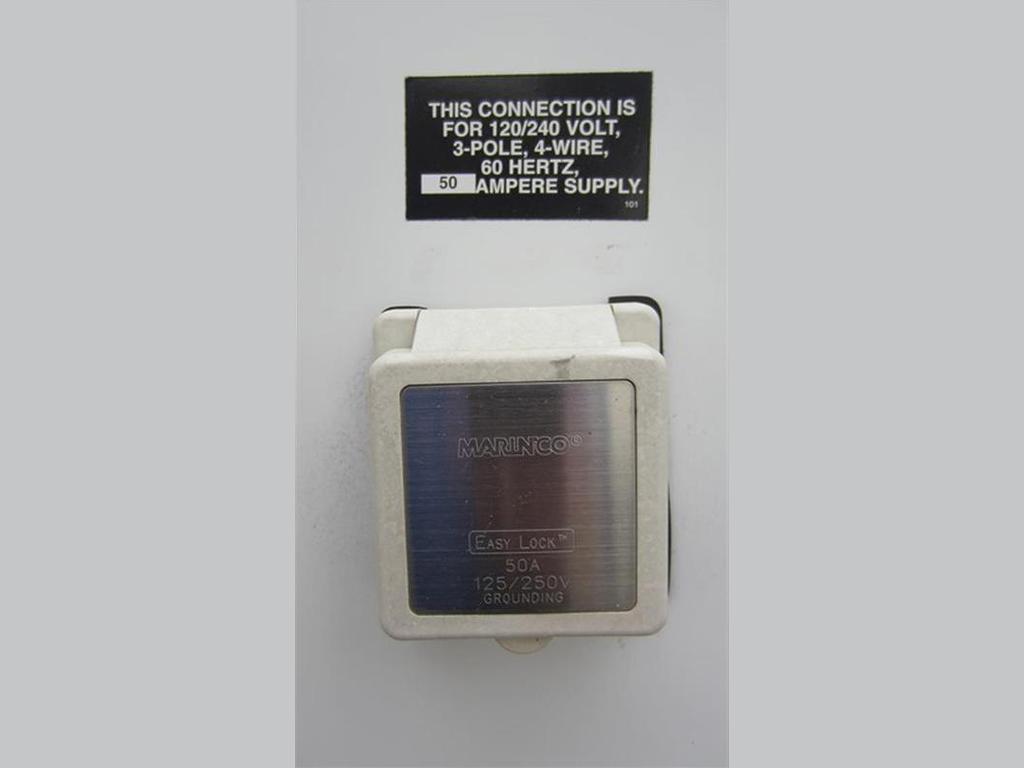 THIS CONNECTION IS
FOR 120/240 VOLT,
3-POLE, 4-WIRE,
60 HERTZ,
50 AMPERE SUPPLY.
101
MARINCO®
EASY LOCK™
50A
125/250V
GROUNDING